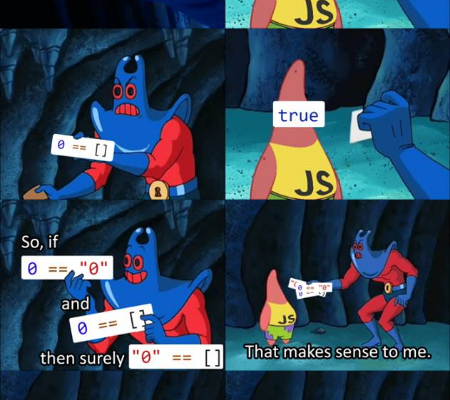 JS
0 == []
true
JS
So, if
0 == "0"
and
0 == []
then surely "0" == []
JS
That makes sense to me.